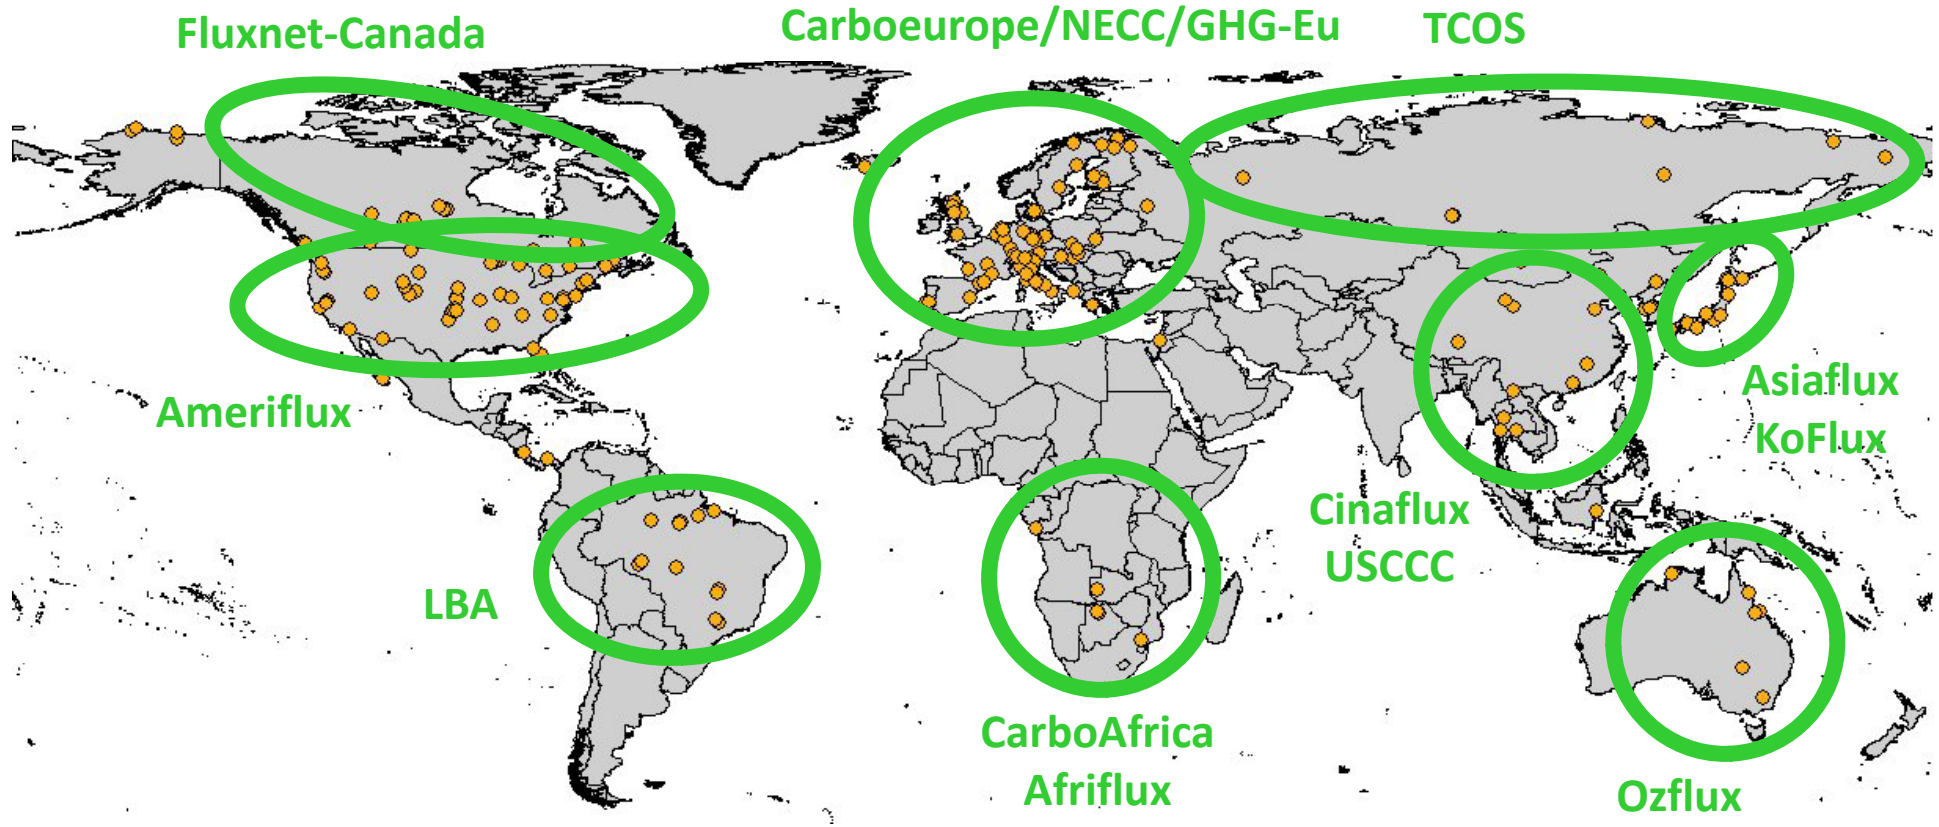 Fluxnet-Canada
Carboeurope/NECC/GHG-Eu
TCOS
Ameriflux
Asiaflux
KoFlux
Cinaflux
USCCC
LBA
CarboAfrica
Afriflux
Ozflux